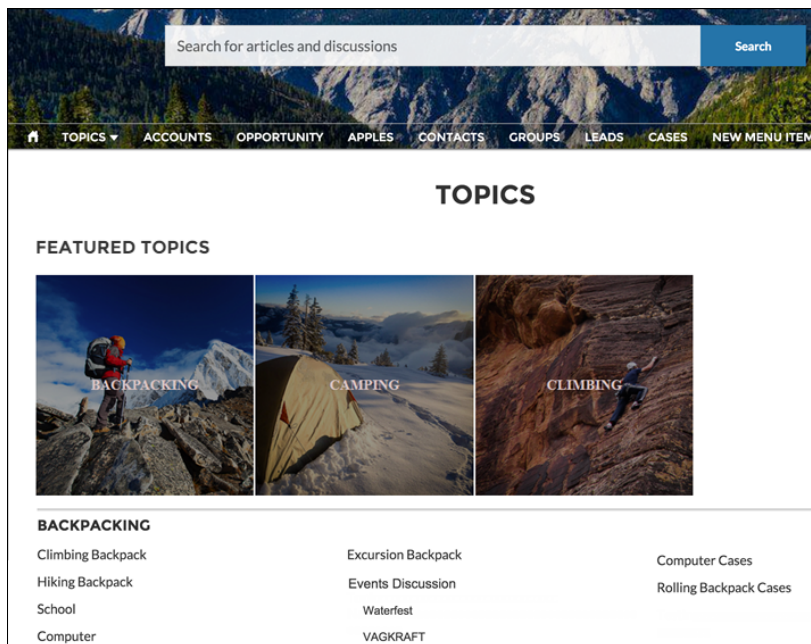 Search for articles and discussions
Search
TOPICS ACCOUNTS OPPORTUNITY APPLES CONTACTS GROUPS LEADS CASES NEW MENU ITEM
TOPICS
FEATURED TOPICS
BACKPACKING
CAMPING
CLIMBING
BACKPACKING
Climbing Backpack
Hiking Backpack
School
Computer
Excursion Backpack
Events Discussion
Waterfest
VAGKRAFT
Computer Cases
Rolling Backpack Cases